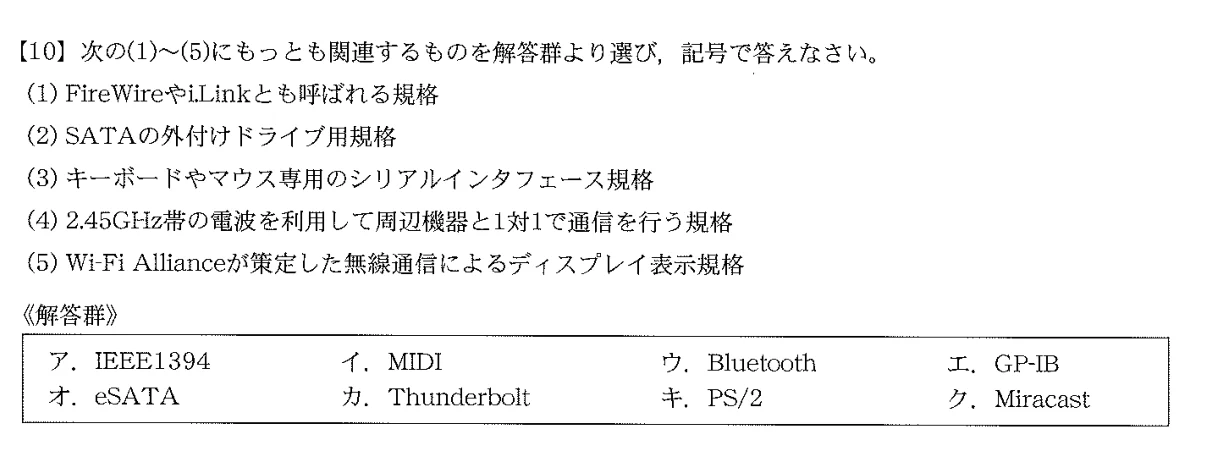 【10】次の(1)～(5)にもっとも関連するものを解答群より選び，記号で答えなさい。
(1) FireWireやi.Linkとも呼ばれる規格
(2) SATAの外付けドライブ用規格
(3) キーボードやマウス専用のシリアルインタフェース規格
(4) 2.45GHz帯の電波を利用して周辺機器と1対1で通信を行う規格
(5) Wi-Fi Allianceが策定した無線通信によるディスプレイ表示規格
《解答群》
ア．IEEE1394 イ．MIDI ウ．Bluetooth エ．GP-IB
オ．eSATA カ．Thunderbolt キ．PS/2 ク．Miracast